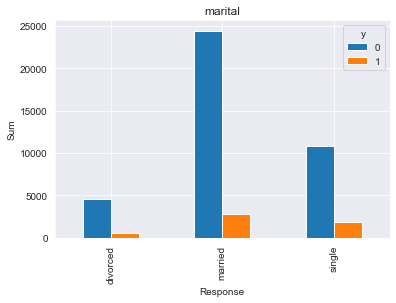 marital
y
0
1
25000
20000
15000
10000
5000
0
Sum
divorced
married
single
Response